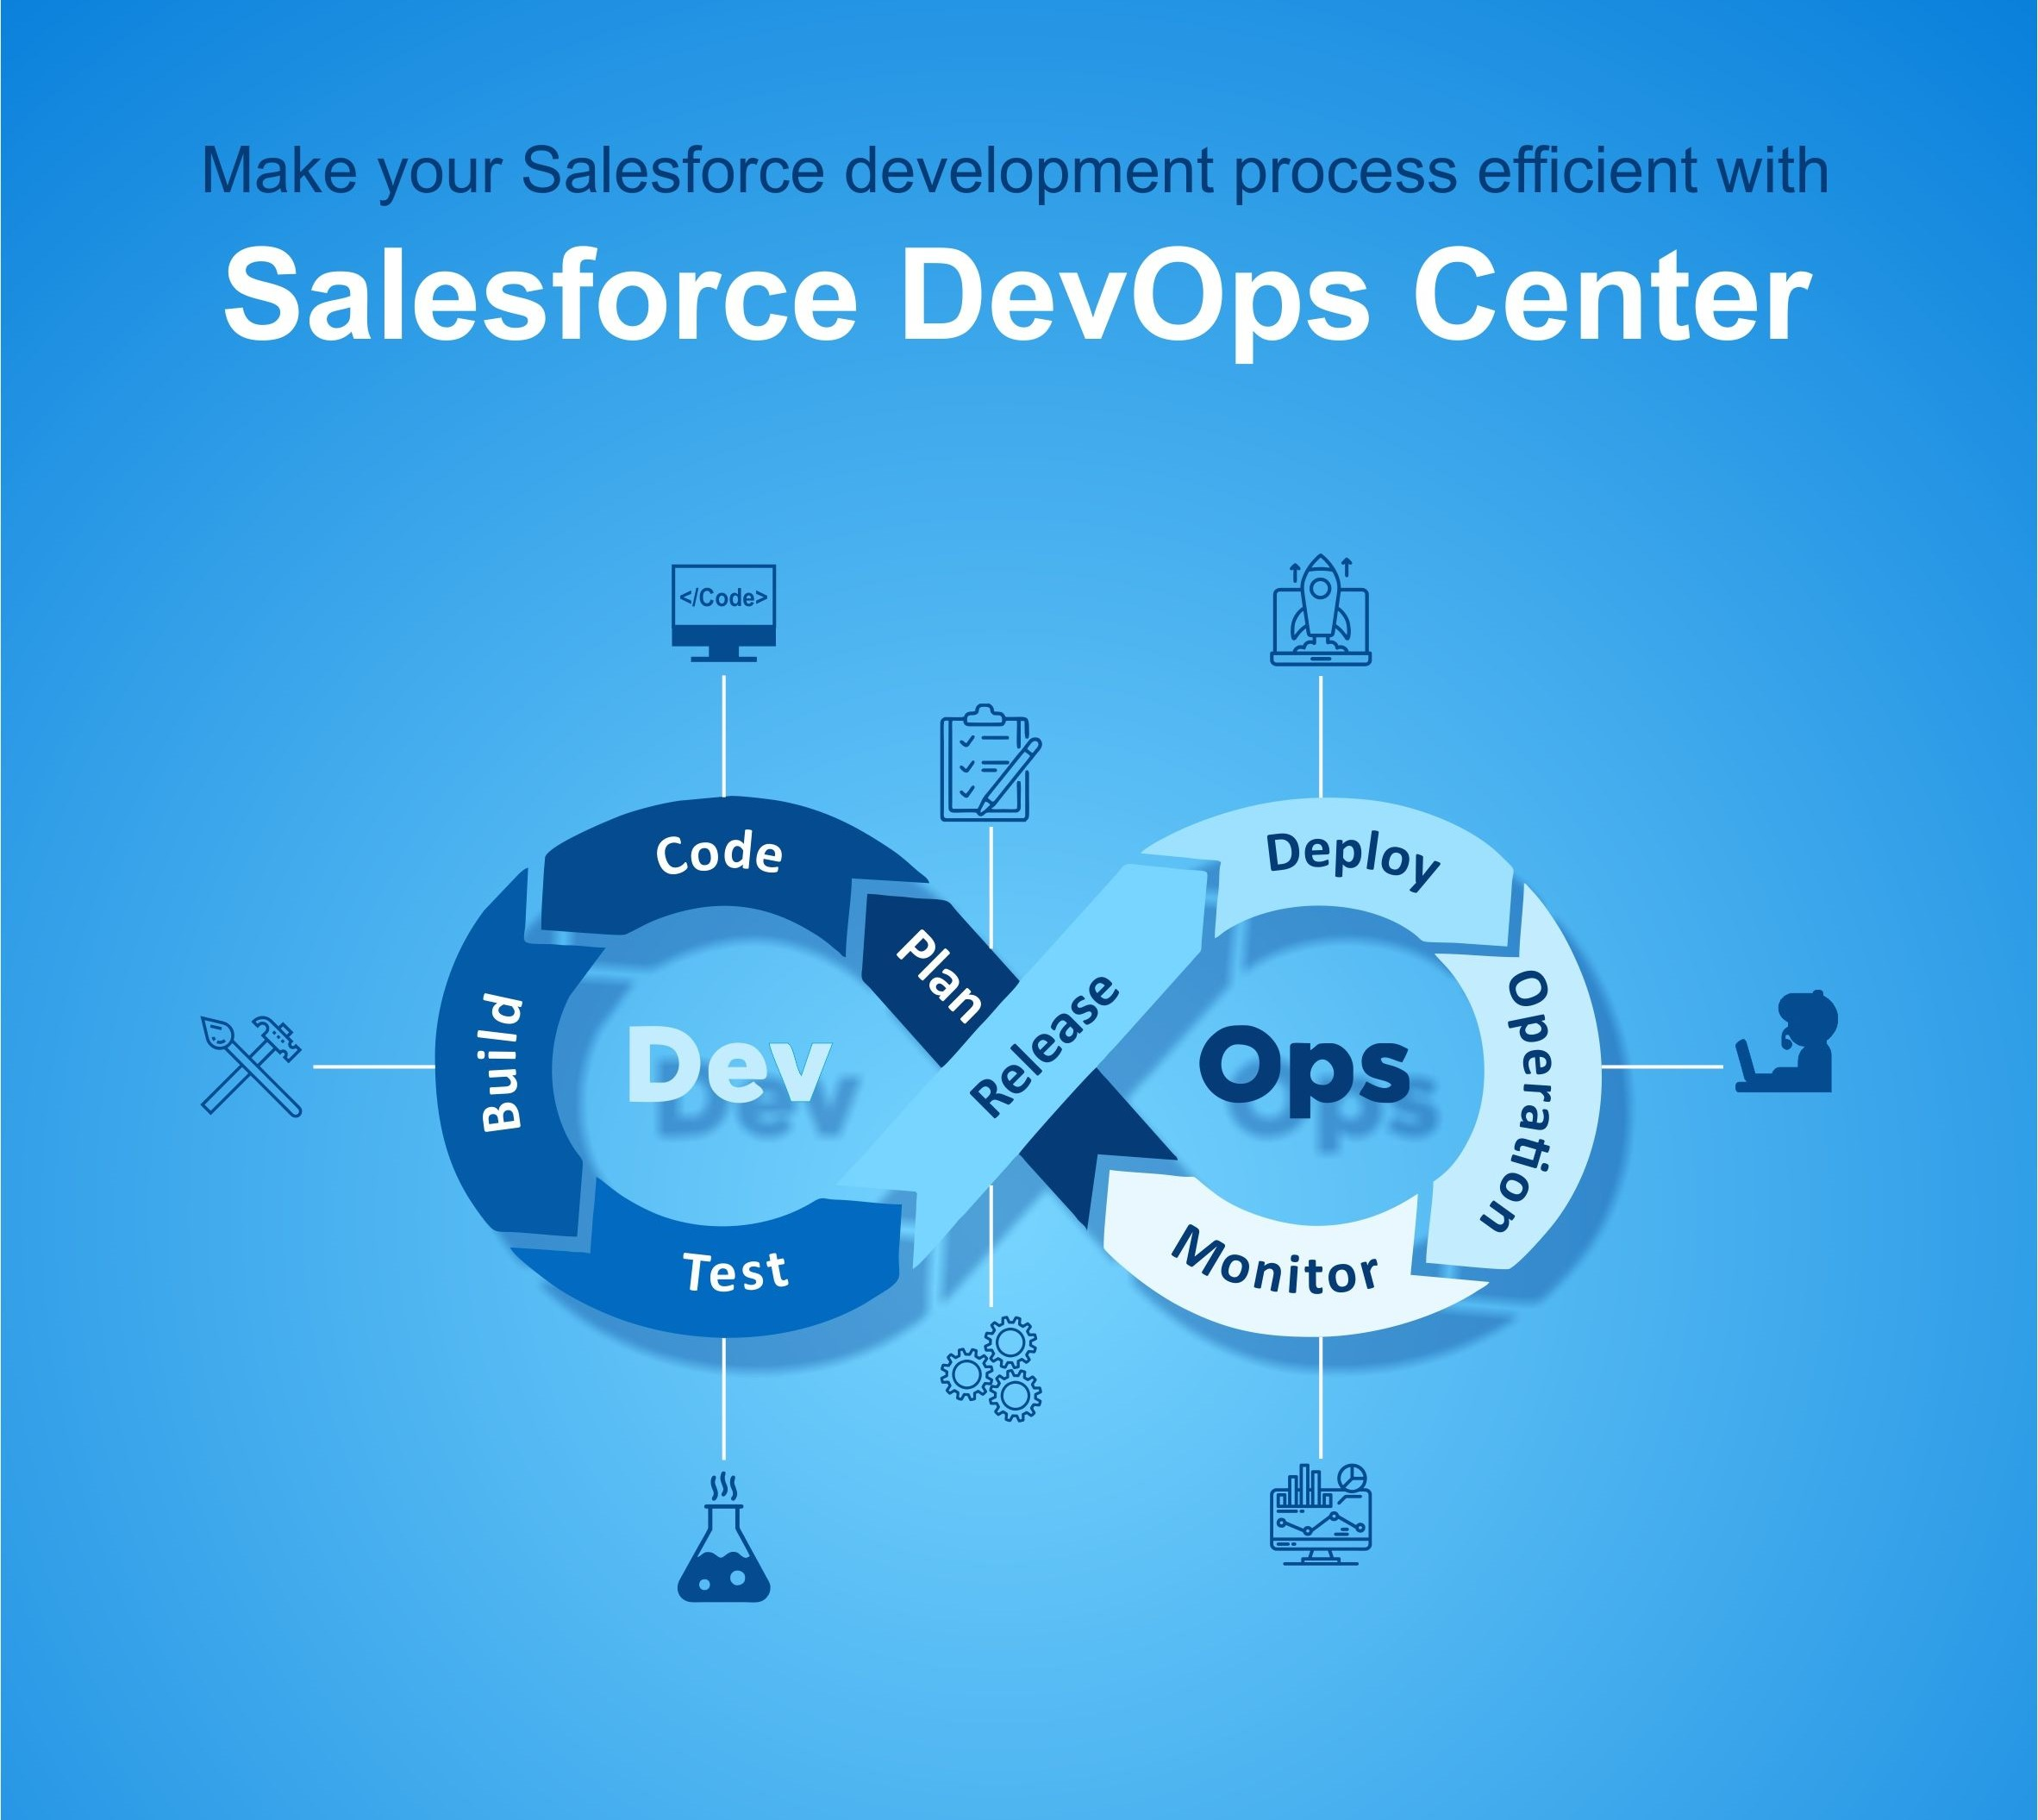 Make your Salesforce development process efficient with
Salesforce DevOps Center
</Code>
Code
Deploy
Plan
Build
Dev
Release
Ops
Operation
Test
Monitor